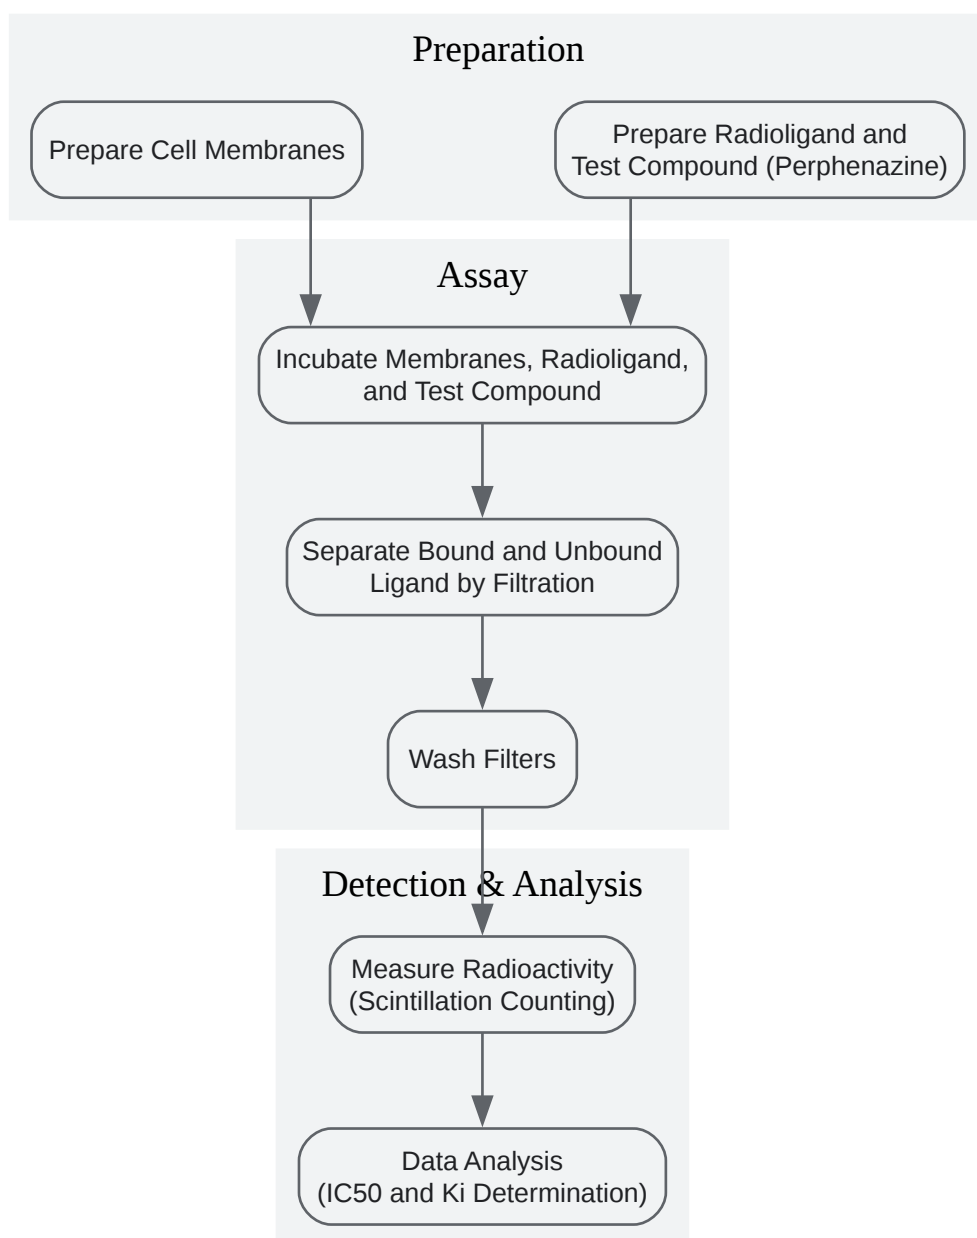 Preparation
Prepare Cell Membranes
Prepare Radioligand and
Test Compound (Perphenazine)
Assay
Incubate Membranes, Radioligand,
and Test Compound
Separate Bound and Unbound
Ligand by Filtration
Wash Filters
Detection & Analysis
Measure Radioactivity
(Scintillation Counting)
Data Analysis
(IC50 and Ki Determination)